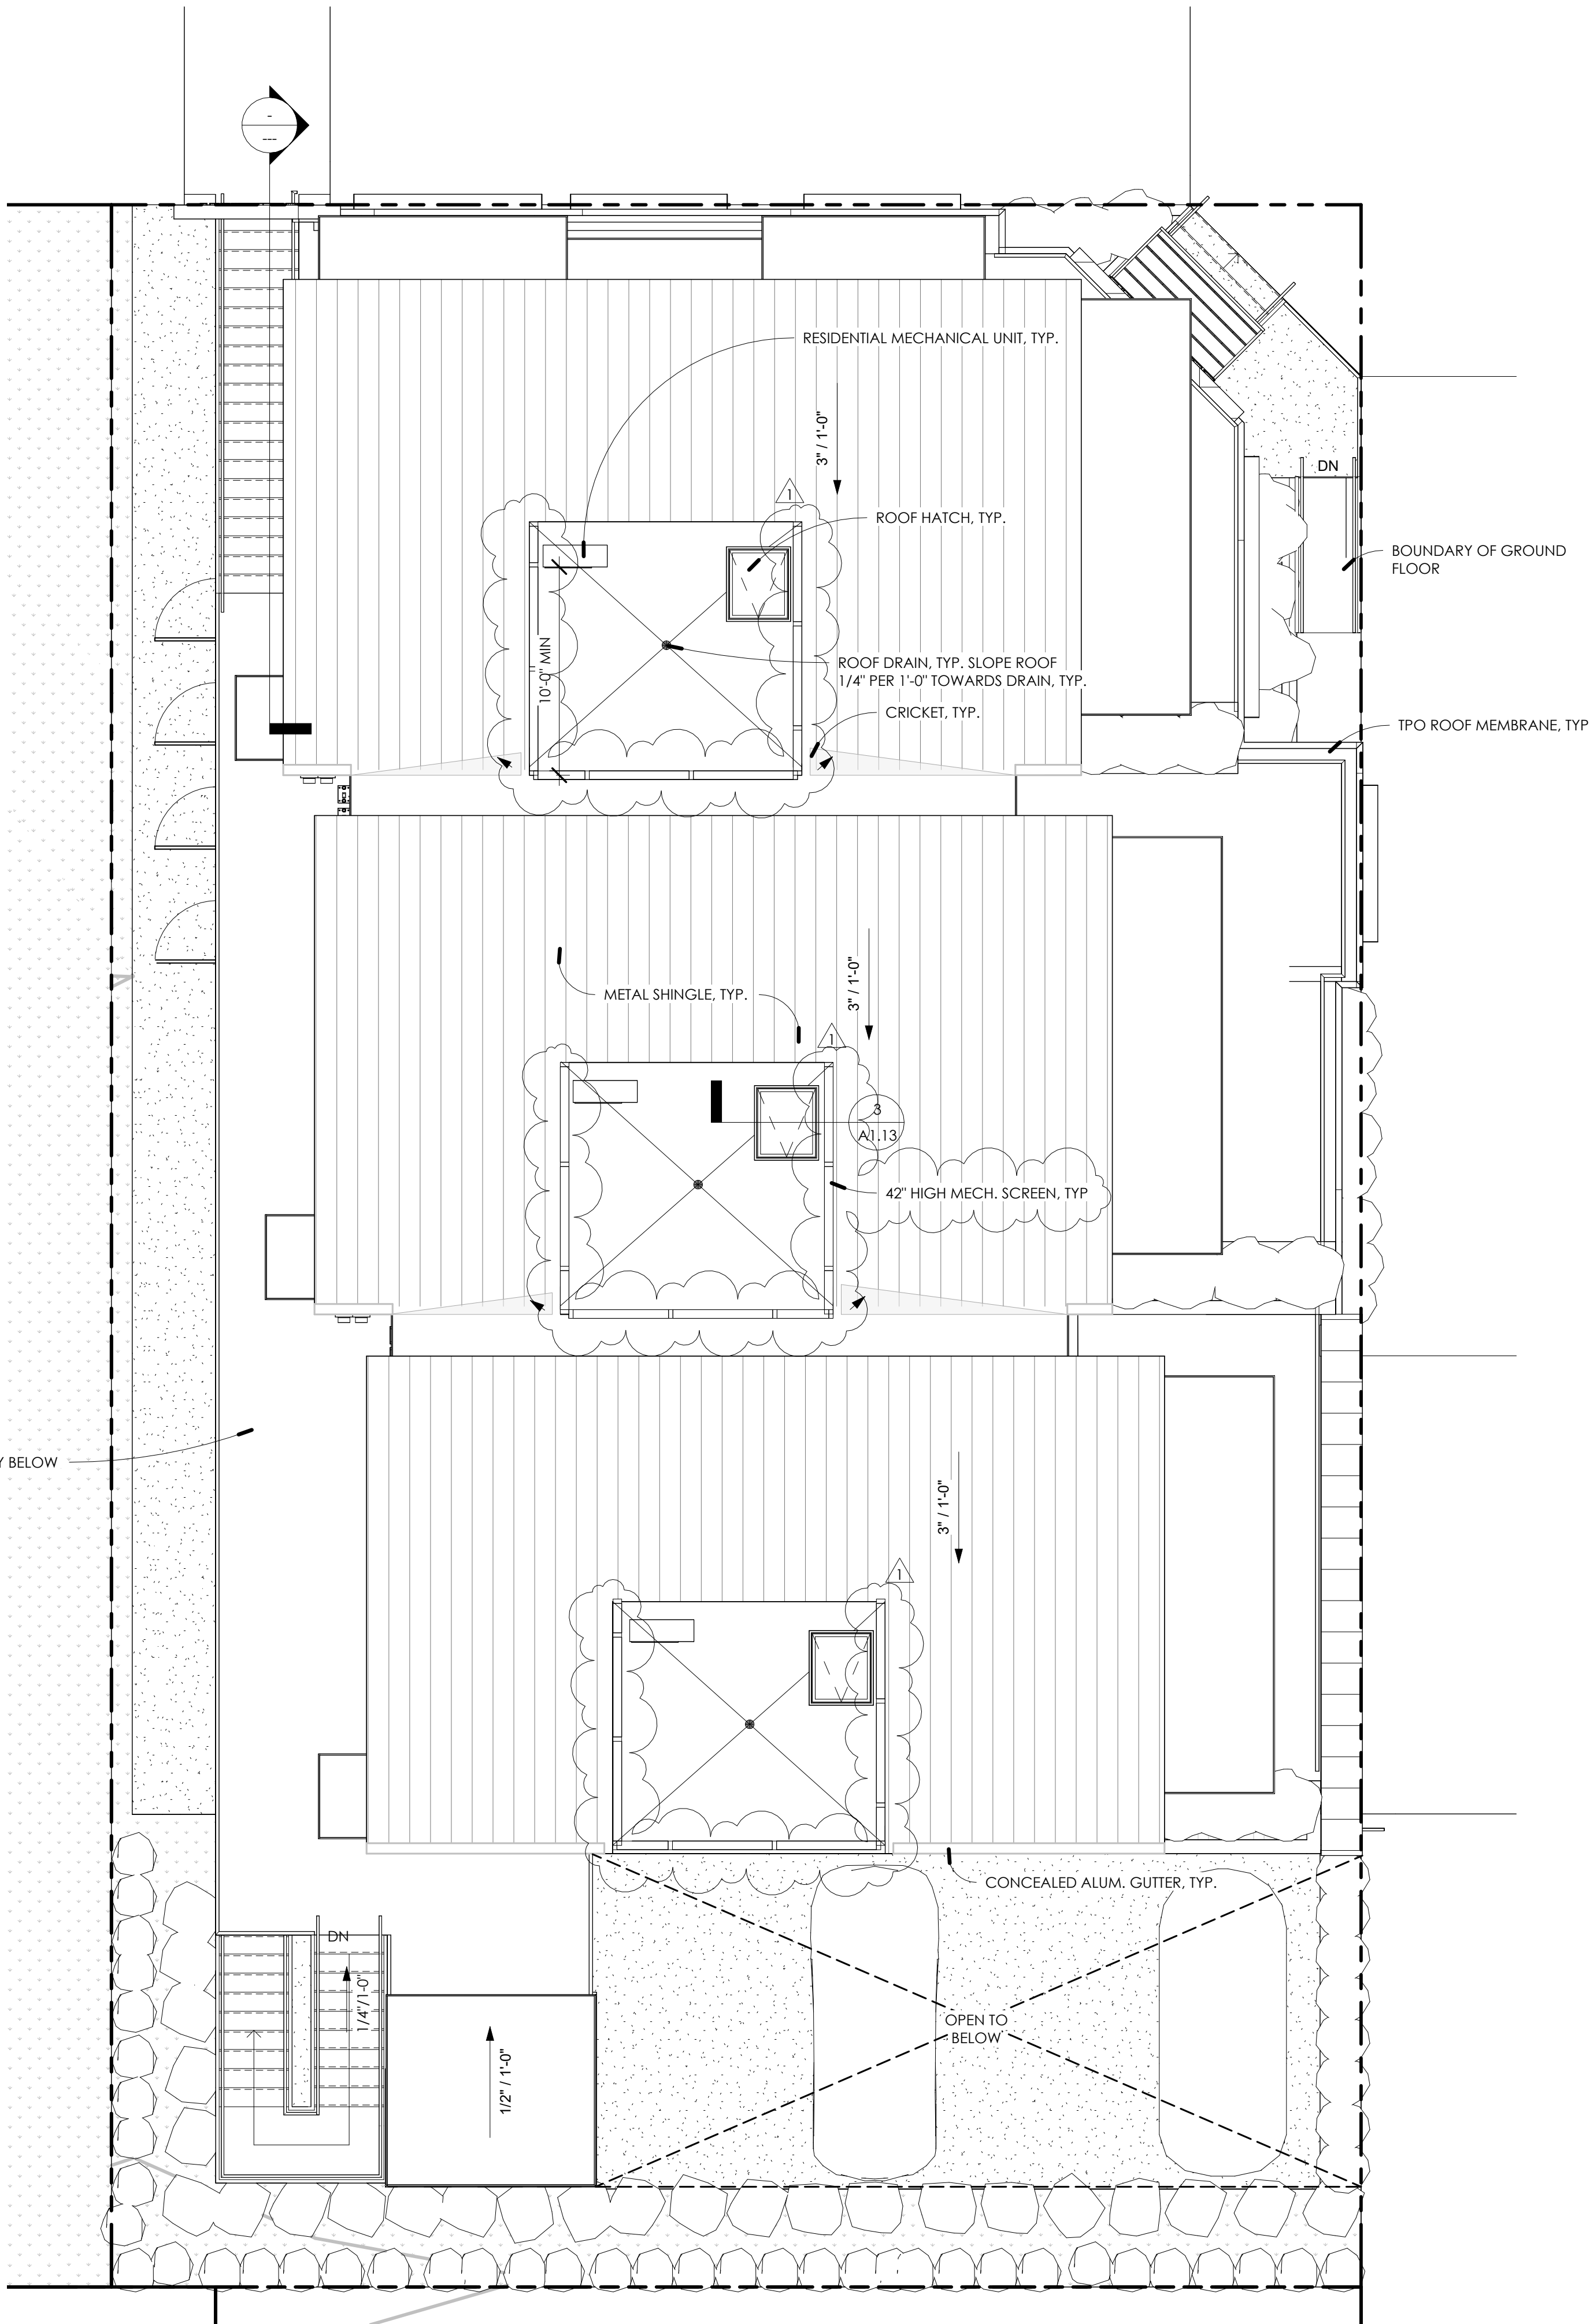 -
---
RESIDENTIAL MECHANICAL UNIT, TYP.
3" / 1'-0"
DN
1
ROOF HATCH, TYP.
BOUNDARY OF GROUND
FLOOR
10'-0" MIN
ROOF DRAIN, TYP. SLOPE ROOF
1/4" PER 1'-0" TOWARDS DRAIN, TYP.
CRICKET, TYP.
TPO ROOF MEMBRANE, TYP
METAL SHINGLE, TYP.
3" / 1'-0"
1
3
A1.13
42" HIGH MECH. SCREEN, TYP
Y BELOW
3" / 1'-0"
1
CONCEALED ALUM. GUTTER, TYP.
DN
1/4"/1-0"
OPEN TO
BELOW
1/2" / 1'-0"